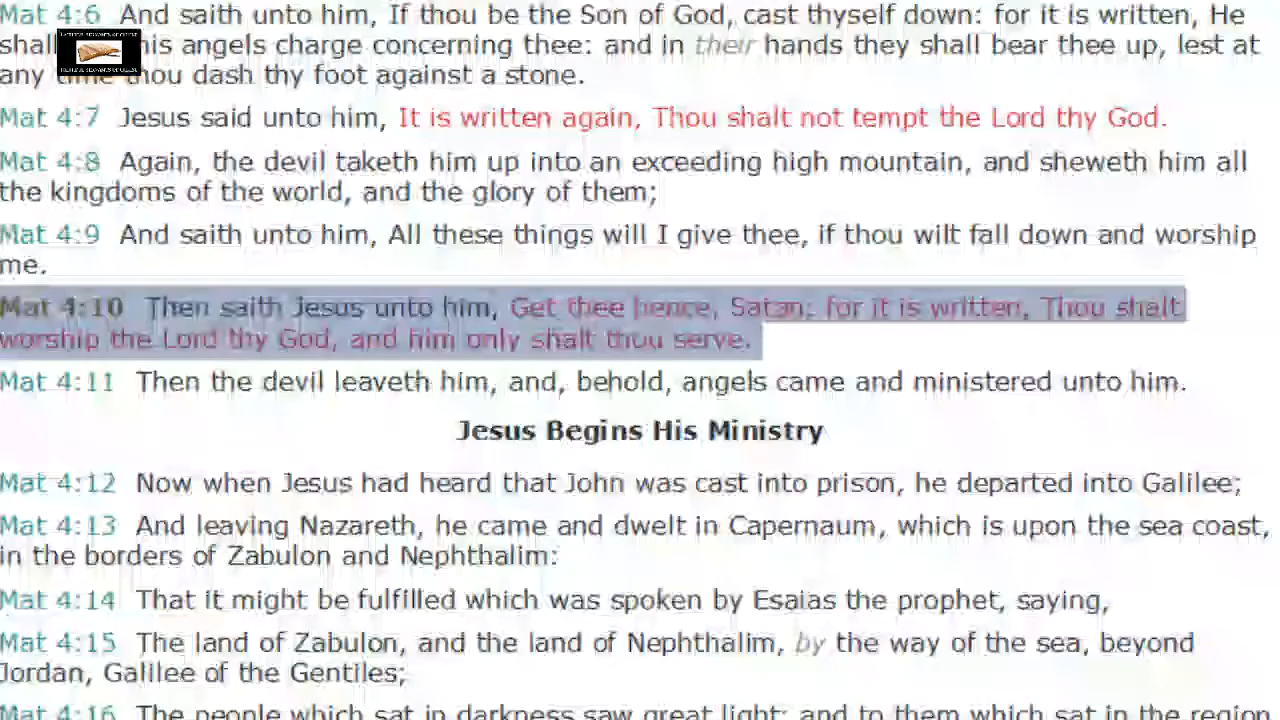 Mat 4:6 And saith unto him, If thou be the Son of God, cast thyself down: for it is written, He
shall his angels charge concerning thee: and in their hands they shall bear thee up, lest at
any time thou dash thy foot against a stone.
Mat 4:7 Jesus said unto him, It is written again, Thou shalt not tempt the Lord thy God.
Mat 4:8 Again, the devil taketh him up into an exceeding high mountain, and sheweth him all
the kingdoms of the world, and the glory of them;
Mat 4:9 And saith unto him, All these things will I give thee, if thou wilt fall down and worship
me.
Mat 4:10 Then saith Jesus unto him, Get thee hence, Satan: for it is written, Thou shalt
worship the Lord thy God, and him only shalt thou serve.
Mat 4:11 Then the devil leaveth him, and, behold, angels came and ministered unto him.
Jesus Begins His Ministry
Mat 4:12 Now when Jesus had heard that John was cast into prison, he departed into Galilee;
Mat 4:13 And leaving Nazareth, he came and dwelt in Capernaum, which is upon the sea coast,
in the borders of Zabulon and Nephthalim:
Mat 4:14 That it might be fulfilled which was spoken by Esaias the prophet, saying,
Mat 4:15 The land of Zabulon, and the land of Nephthalim, by the way of the sea, beyond
Jordan, Galilee of the Gentiles;
Mat 4:16 The people which sat in darkness saw great light; and to them which sat in the region